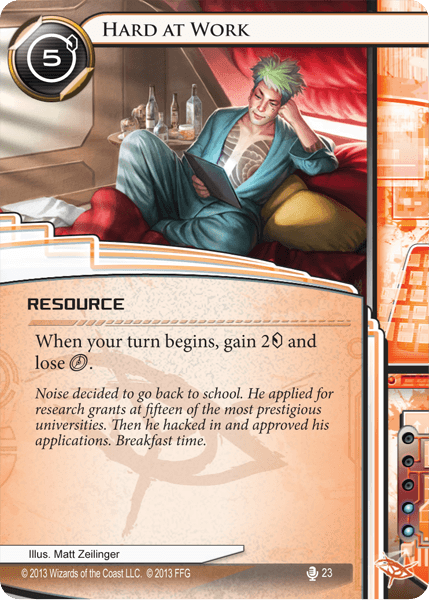 HARD AT WORK
5
RESOURCE
When your turn begins, gain 2 and
lose .
Noise decided to go back to school. He applied for
research grants at fifteen of the most prestigious
universities. Then he hacked in and approved his
applications. Breakfast time.
Illus. Matt Zeilinger
© 2013 Wizards of the Coast LLC. © 2013 FFG
23